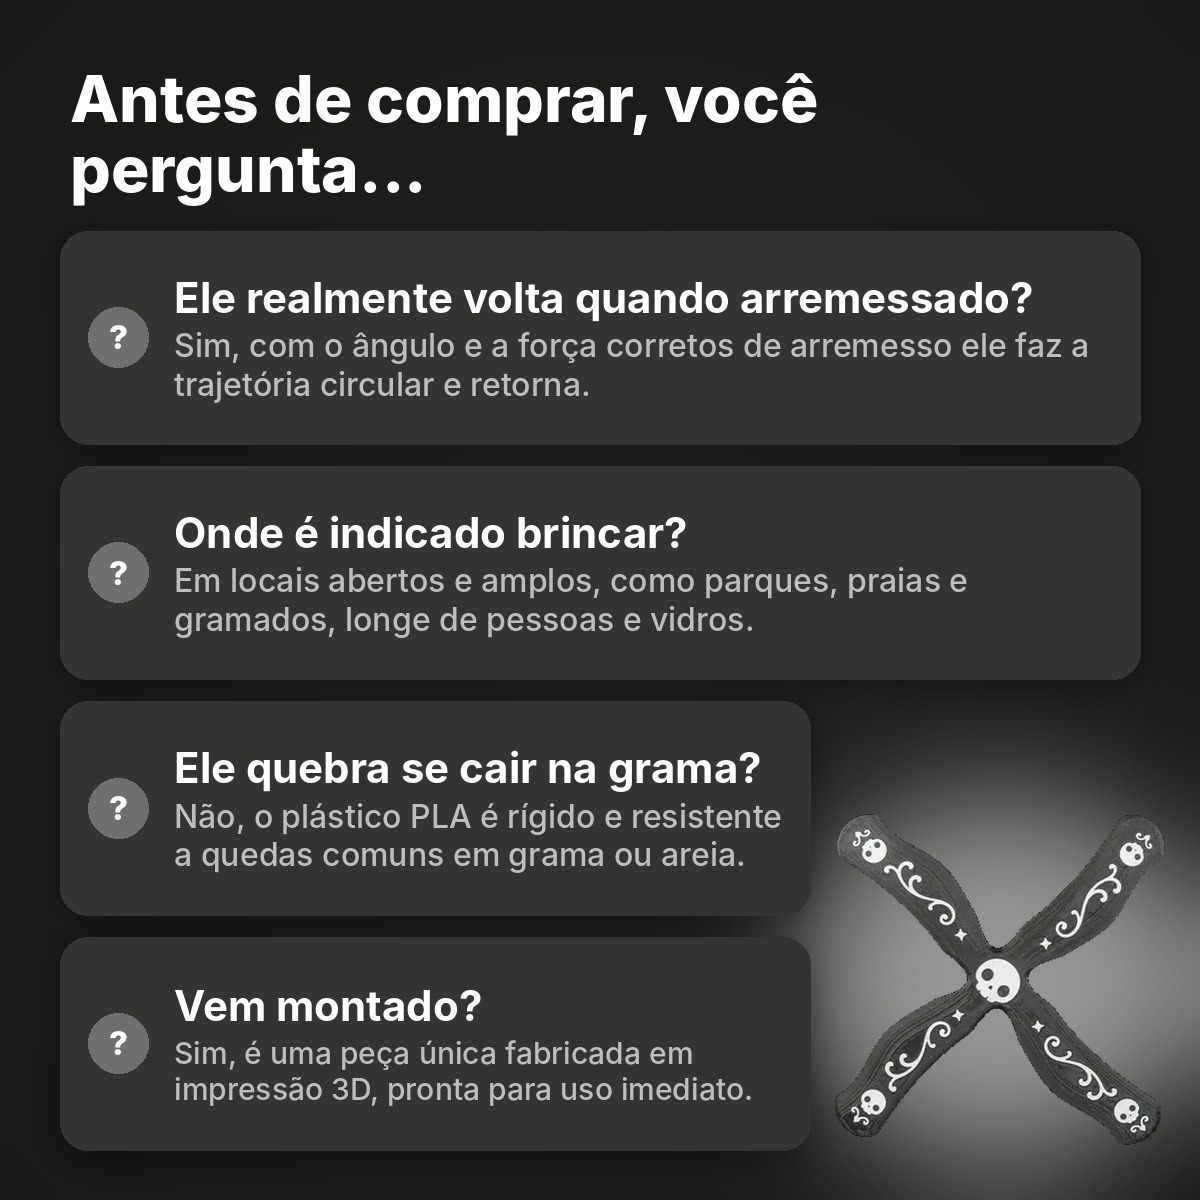 Antes de comprar, você
pergunta...
?
Ele realmente volta quando arremessado?
Sim, com o ângulo e a força corretos de arremesso ele faz a
trajetória circular e retorna.
?
Onde é indicado brincar?
Em locais abertos e amplos, como parques, praias e
gramados, longe de pessoas e vidros.
?
Ele quebra se cair na grama?
Não, o plástico PLA é rígido e resistente
a quedas comuns em grama ou areia.
?
Vem montado?
Sim, é uma peça única fabricada em
impressão 3D, pronta para uso imediato.